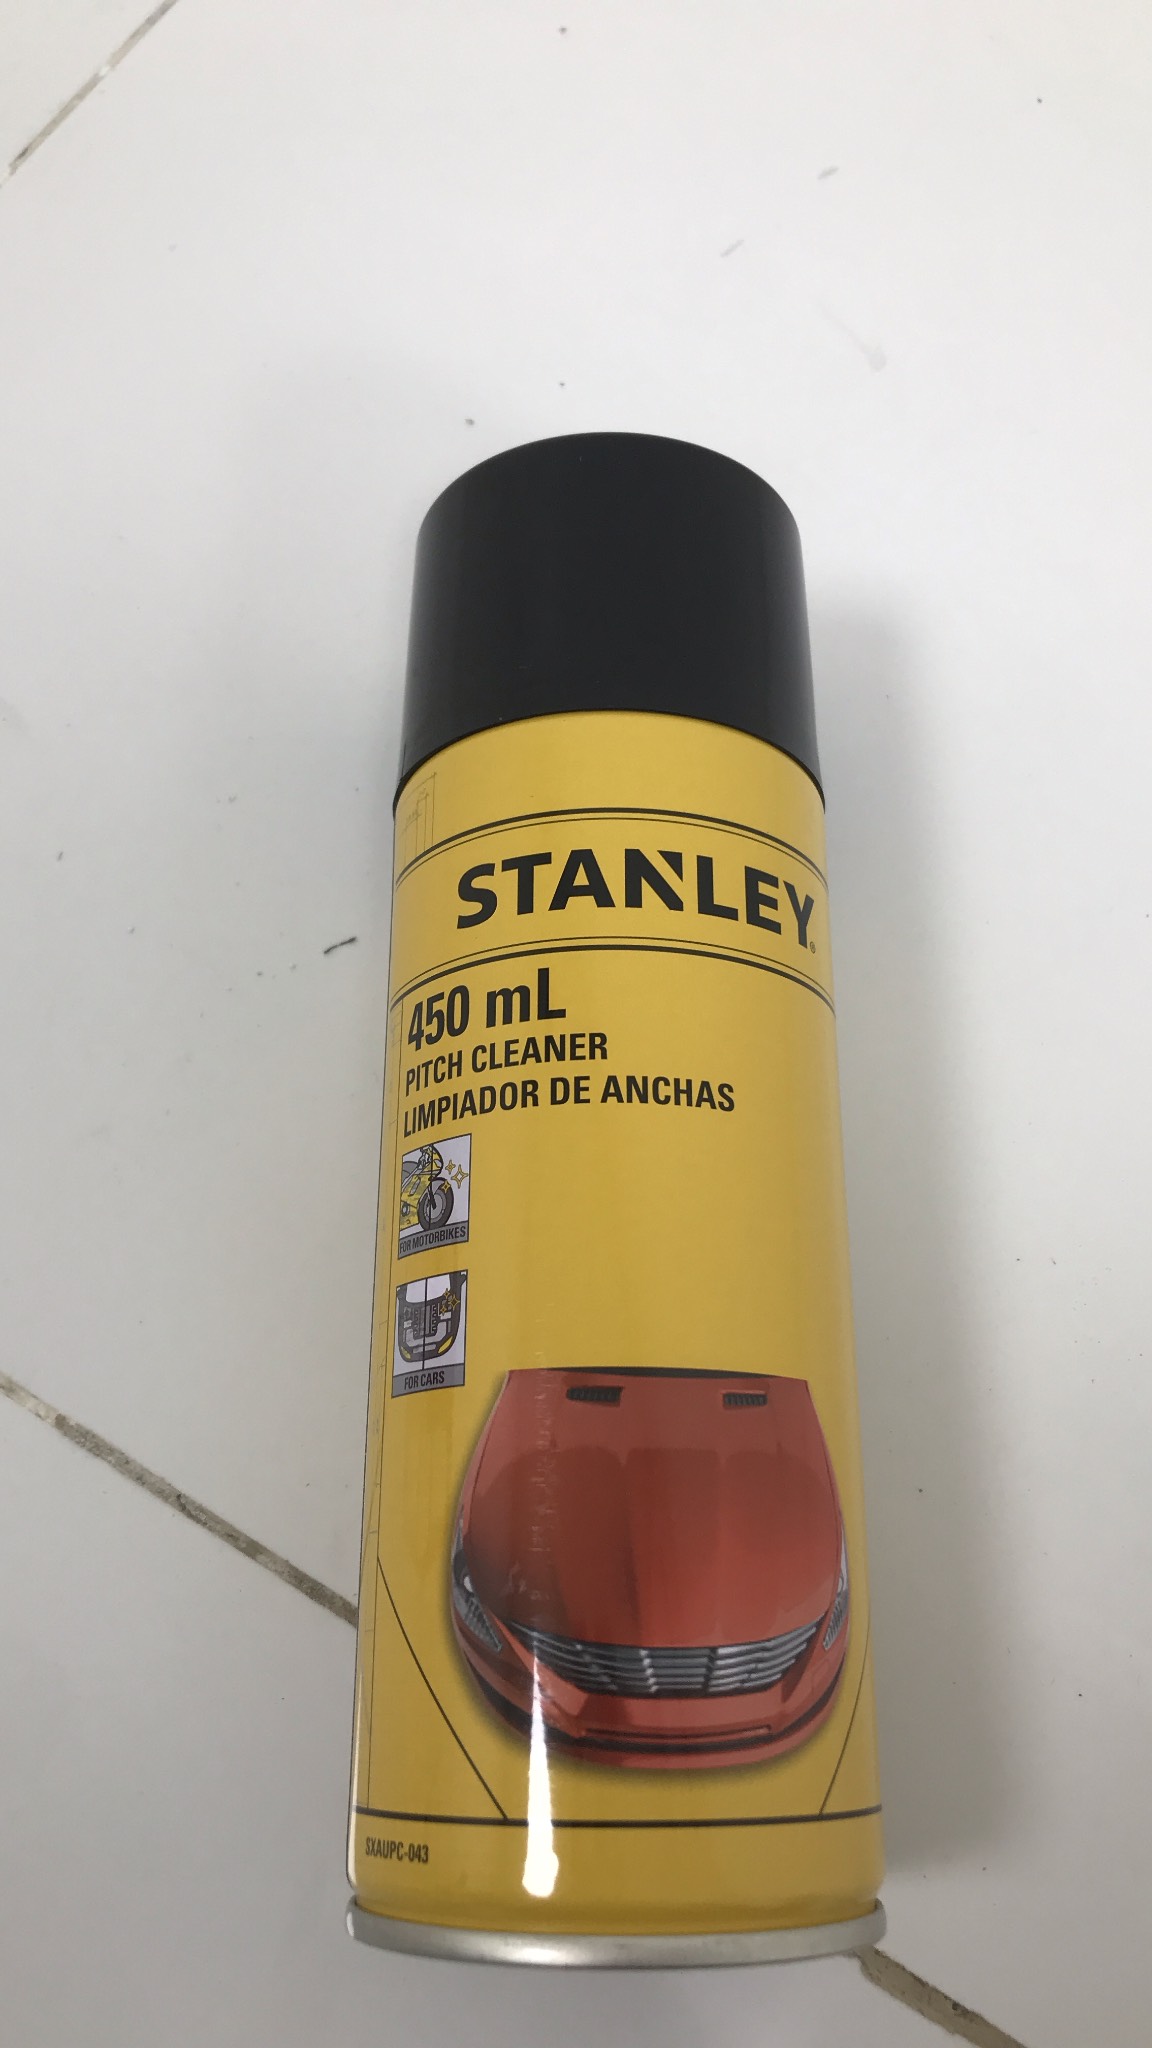 STANLEY®
450 mL
PITCH CLEANER
LIMPIADOR DE ANCHAS
FOR MOTORBIKES
FOR CARS
SXAUPC-043